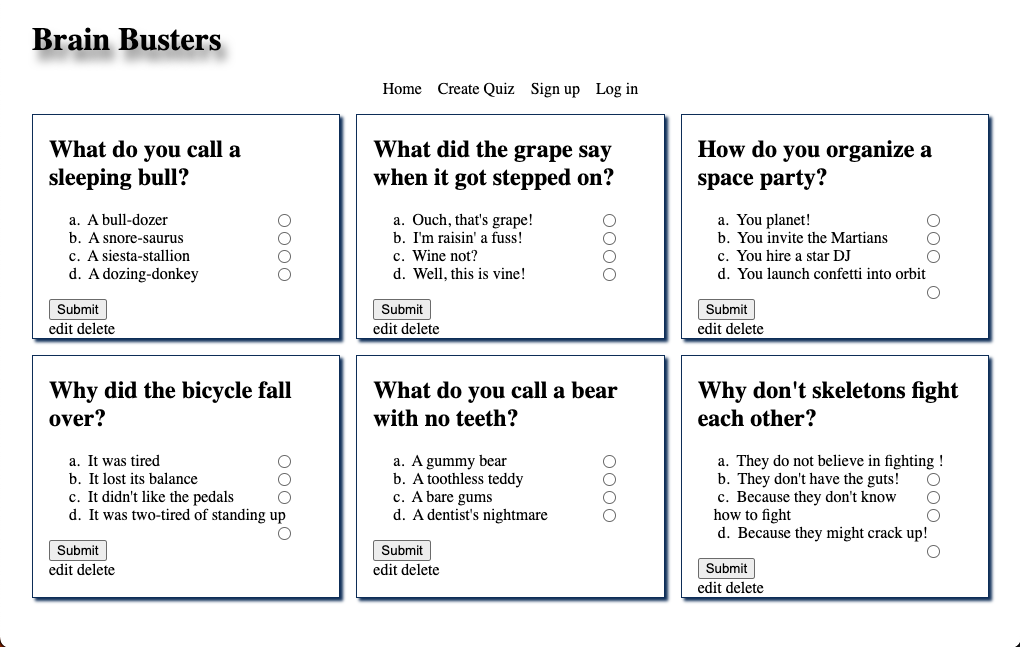 Brain Busters
Home Create Quiz Sign up Log in
What do you call a
sleeping bull?
a. A bull-dozer
b. A snore-saurus
c. A siesta-stallion
d. A dozing-donkey
Submit
edit delete
What did the grape say
when it got stepped on?
a. Ouch, that's grape!
b. I'm raisin' a fuss!
c. Wine not?
d. Well, this is vine!
Submit
edit delete
How do you organize a
space party?
a. You planet!
b. You invite the Martians
c. You hire a star DJ
d. You launch confetti into orbit
Submit
edit delete
Why did the bicycle fall
over?
a. It was tired
b. It lost its balance
c. It didn't like the pedals
d. It was two-tired of standing up
Submit
edit delete
What do you call a bear
with no teeth?
a. A gummy bear
b. A toothless teddy
c. A bare gums
d. A dentist's nightmare
Submit
edit delete
Why don't skeletons fight
each other?
a. They do not believe in fighting !
b. They don't have the guts!
c. Because they don't know
how to fight
d. Because they might crack up!
Submit
edit delete